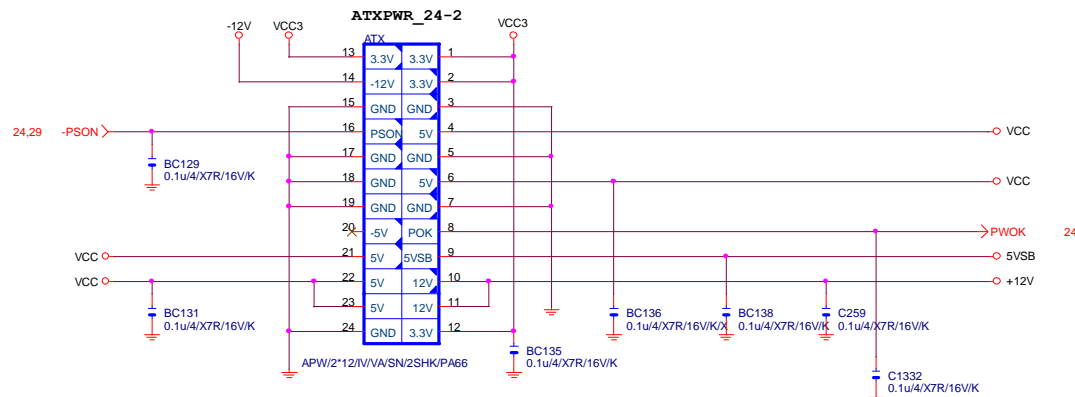 ATXPWR_24-2
-12V
VCC3
VCC3
ATX
13 3.3V 3.3V 1
14 -12V 3.3V 2
15 GND GND 3
24,29 -PSON 16 PSON 5V 4 VCC
17 GND GND 5
18 GND 5V 6 VCC
19 GND GND 7
20 -5V POK 8 PWOK 24
VCC 21 5V 5VSB 9 5VSB
VCC 22 5V 12V 10 +12V
23 5V 12V 11
24 GND 3.3V 12
BC129
0.1u/4/X7R/16V/K
BC131
0.1u/4/X7R/16V/K
BC136
0.1u/4/X7R/16V/K/X
BC138
0.1u/4/X7R/16V/K
C259
0.1u/4/X7R/16V/K
APW/2*12/IV/VA/SN/2SHK/PA66
BC135
0.1u/4/X7R/16V/K
C1332
0.1u/4/X7R/16V/K